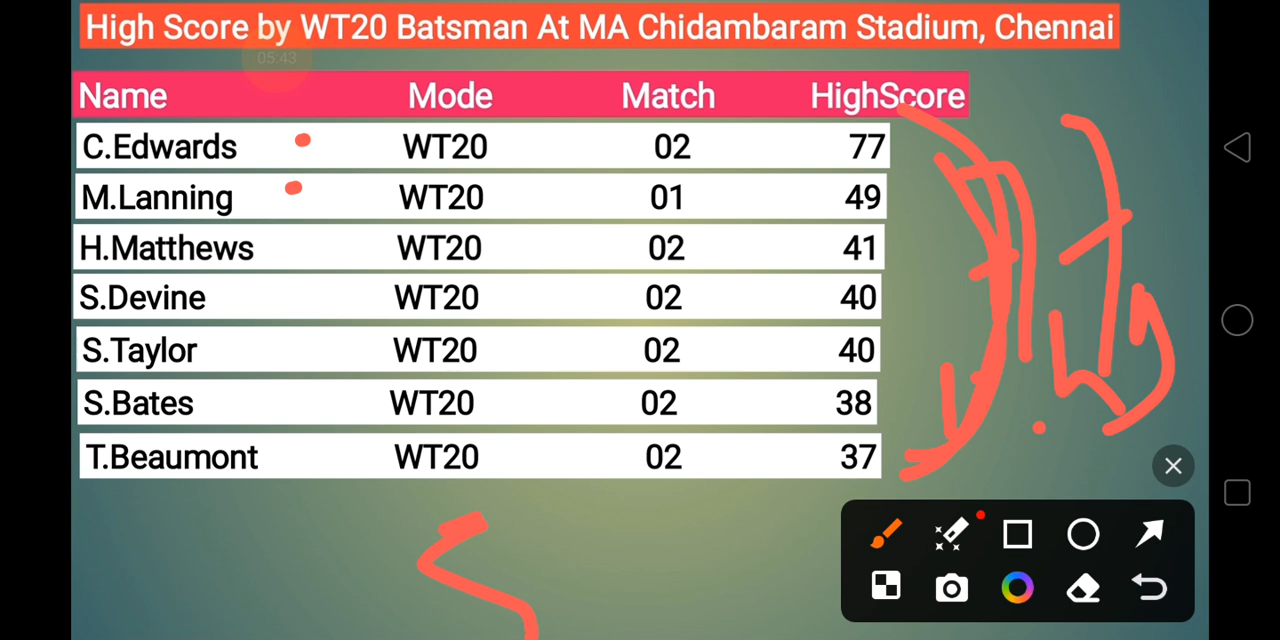 High Score by WT20 Batsman At MA Chidambaram Stadium, Chennai
05:43
Name Mode Match HighScore
C.Edwards WT20 02 77
M.Lanning WT20 01 49
H.Matthews WT20 02 41
S.Devine WT20 02 40
S.Taylor WT20 02 40
S.Bates WT20 02 38
T.Beaumont WT20 02 37